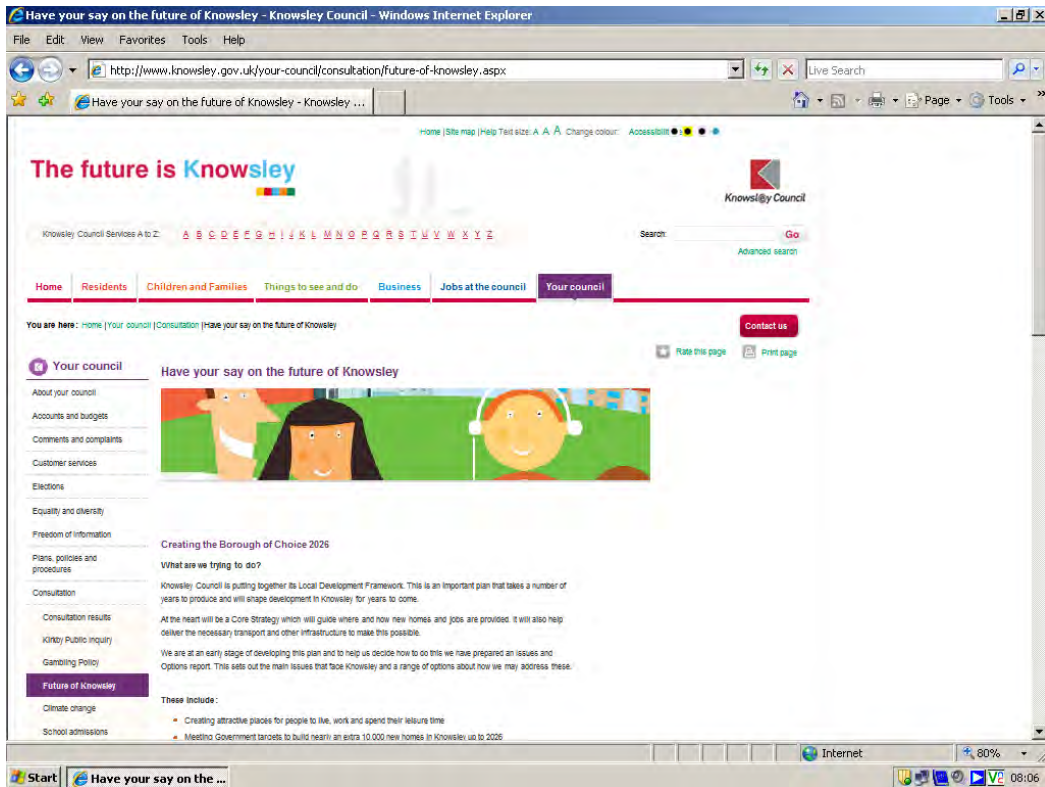 Have your say on the future of Knowsley - Knowsley Council - Windows Internet Explorer
File Edit View Favorites Tools Help
http://www.knowsley.gov.uk/your-council/consultation/future-of-knowsley.aspx
Live Search
Have your say on the future of Knowsley - Knowsley ...
Page Tools »
Home | Site map | Help Text size: A A A Change colour: Accessibilit
The future is Knowsley
Knowsl@y Council
Knowsley Council Services A to Z: A B C D E F G H I J K L M N O P Q R S T U V W X Y Z Search: Go
Advanced search
Home Residents Children and Families Things to see and do Business Jobs at the council Your council
You are here: Home | Your council | Consultation | Have your say on the future of Knowsley
Contact us
Rate this page Print page
Your council
About your council
Accounts and budgets
Comments and complaints
Customer services
Elections
Equality and diversity
Freedom of information
Plans, policies and
procedures
Consultation
Consultation results
Kirkby Public Inquiry
Gambling Policy
Future of Knowsley
Climate change
School admissions
Have your say on the future of Knowsley
Creating the Borough of Choice 2026
What are we trying to do?
Knowsley Council is putting together its Local Development Framework. This is an important plan that takes a number of
years to produce and will shape development in Knowsley for years to come.
At the heart will be a Core Strategy which will guide where and how new homes and jobs are provided. It will also help
deliver the necessary transport and other infrastructure to make this possible.
We are at an early stage of developing this plan and to help us decide how to do this we have prepared an Issues and
Options report. This sets out the main issues that face Knowsley and a range of options about how we may address these.
These include:
Creating attractive places for people to live, work and spend their leisure time
Meeting Government targets to build nearly an extra 10,000 new homes in Knowsley up to 2026
Internet 80%
Start Have your say on the ... V2 08:06